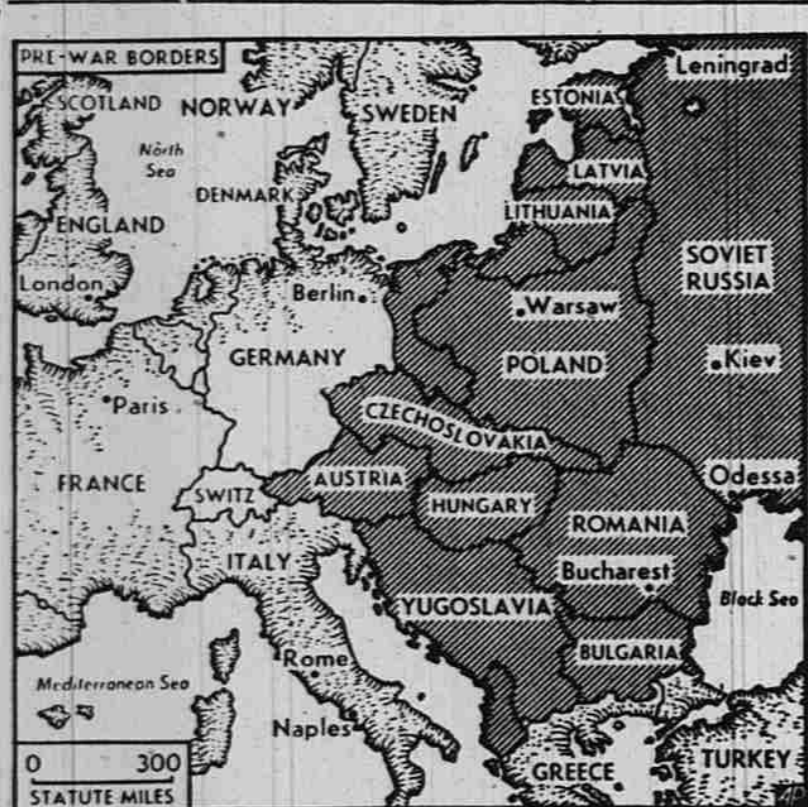 PRE-WAR BORDERS
Leningrad
SCOTLAND
NORWAY
SWEDEN
ESTONIA
North
Sea
LATVIA
DENMARK
LITHUANIA
ENGLAND
SOVIET
RUSSIA
London
Berlin
Warsaw
GERMANY
POLAND
Kiev
Paris
CZECHOSLOVAKIA
FRANCE
SWITZ
AUSTRIA
HUNGARY
Odessa
ROMANIA
ITALY
Bucharest
YUGOSLAVIA
Black Sea
BULGARIA
Rome
Mediterranean Sea
Naples
0 300
STATUTE MILES
GREECE
TURKEY